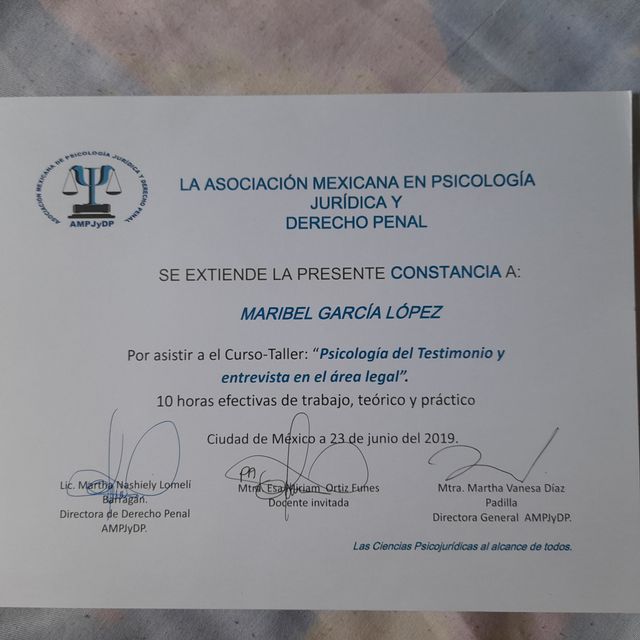 ASOCIACIÓN MEXICANA DE PSICOLOGÍA JURÍDICA Y DERECHO PENAL
AMPJyDP
LA ASOCIACIÓN MEXICANA EN PSICOLOGÍA
JURÍDICA Y
DERECHO PENAL
SE EXTIENDE LA PRESENTE CONSTANCIA A:
MARIBEL GARCÍA LÓPEZ
Por asistir a el Curso-Taller: “Psicología del Testimonio y
entrevista en el área legal”.
10 horas efectivas de trabajo, teórico y práctico
Ciudad de México a 23 de junio del 2019.
Lic. Martha Nashiely Lomelí
Barragán.
Directora de Derecho Penal
AMPJyDP.
Mtra. Miriam Ortiz Funes
Docente invitada
Mtra. Martha Vanesa Díaz
Padilla
Directora General AMPJyDP.
Las Ciencias Psicojurídicas al alcance de todos.